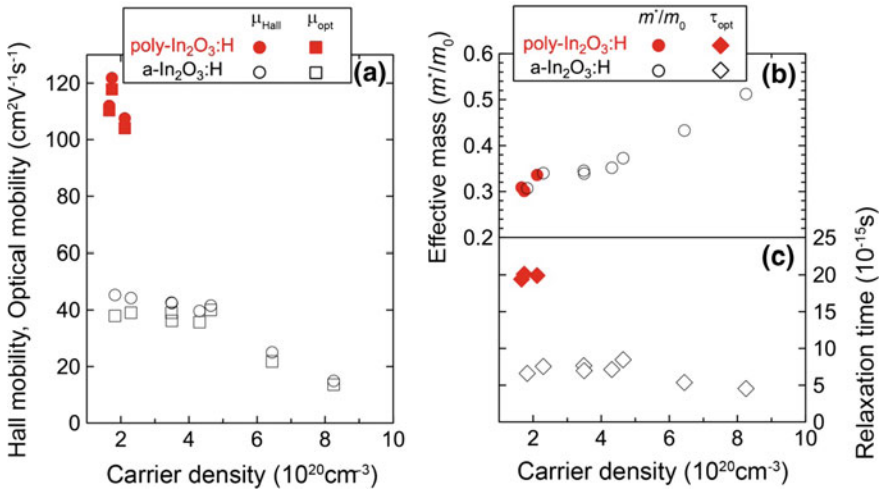 μHall μopt
poly-In2O3:H
a-In2O3:H
(a)
Hall mobility, Optical mobility (cm²V⁻¹s⁻¹)
120
100
80
60
40
20
0
2 4 6 8 10
Carrier density (10²⁰cm⁻³)
m*/m0 τopt
poly-In2O3:H
a-In2O3:H
(b)
Effective mass (m*/m0)
0.6
0.5
0.4
0.3
0.2
(c)
Relaxation time (10⁻¹⁵s)
25
20
15
10
5
0
2 4 6 8 10
Carrier density (10²⁰cm⁻³)